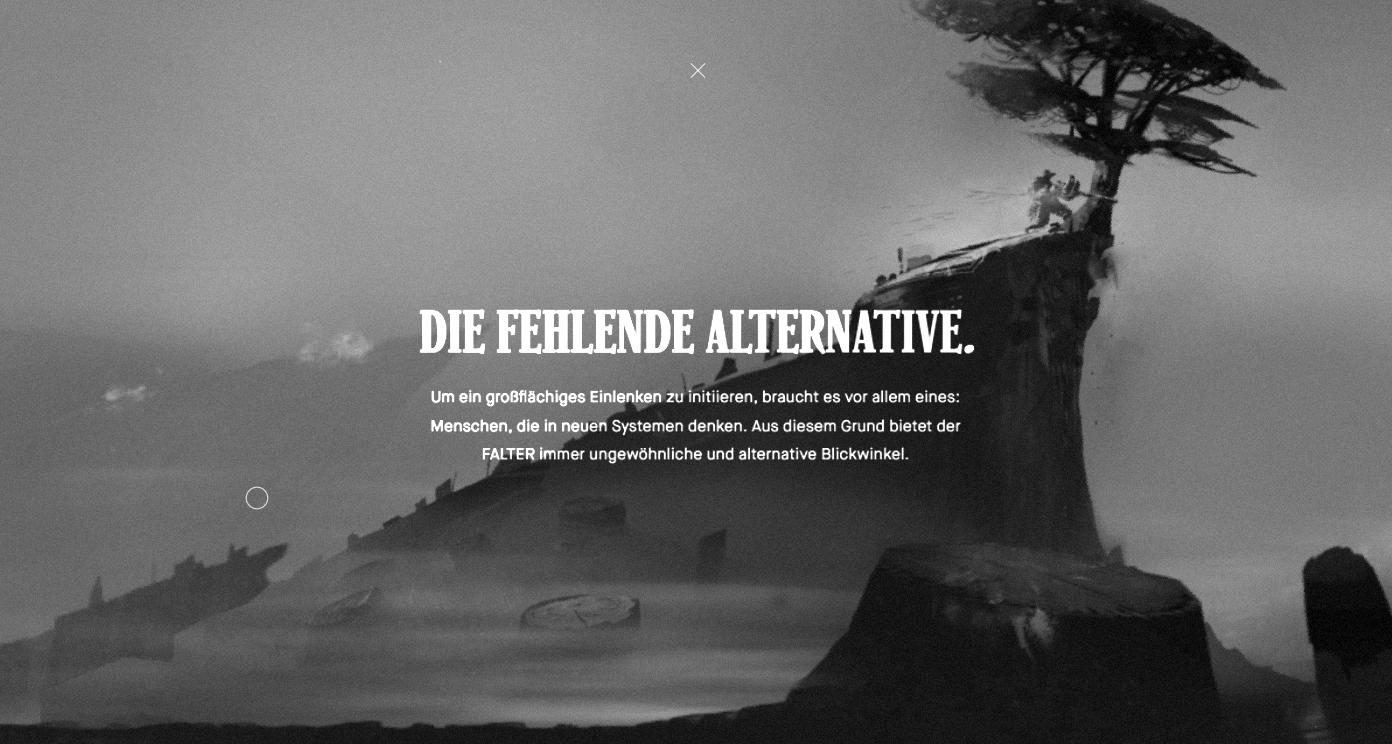 DIE FEHLENDE ALTERNATIVE.
Um ein großflächiges Einlenken zu initiieren, braucht es vor allem eines:
Menschen, die in neuen Systemen denken. Aus diesem Grund bietet der
FALTER immer ungewöhnliche und alternative Blickwinkel.